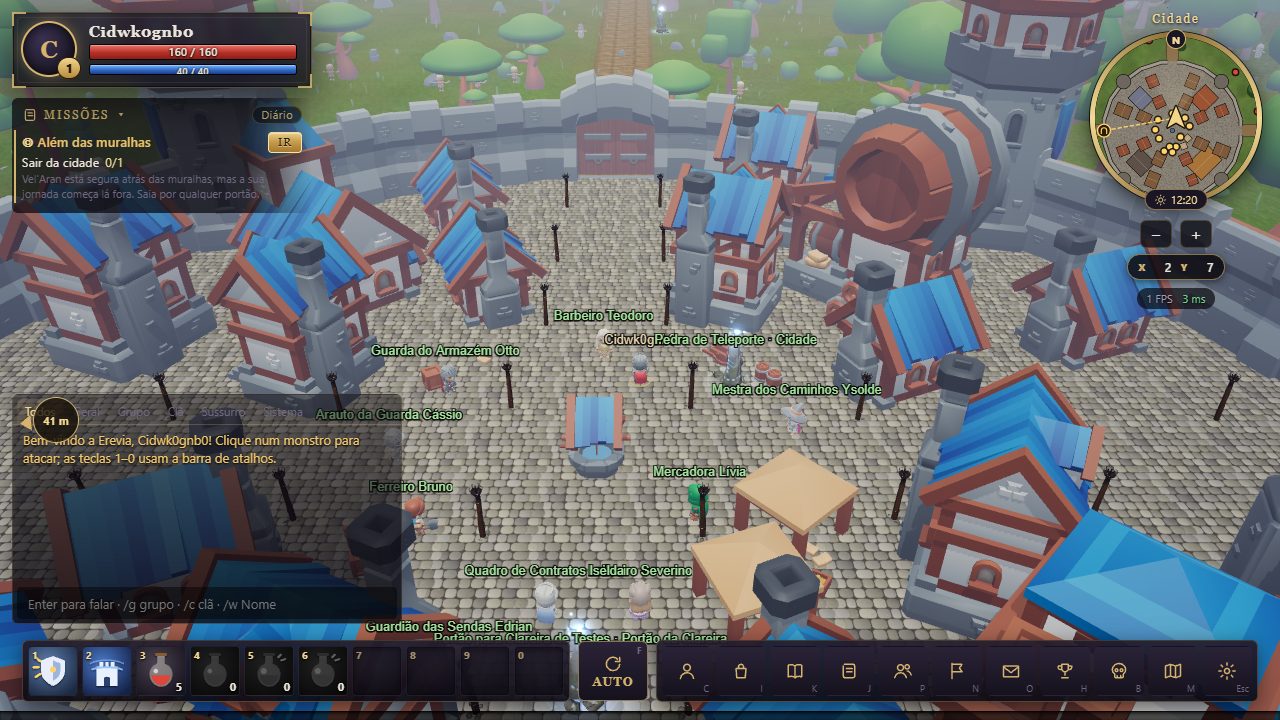 C
1
Cidwkognbo
160 / 160
40 / 40
MISSÕES
Diário
Além das muralhas
IR
Sair da cidade 0/1
Vel'Aran está segura atrás das muralhas, mas a sua
jornada começa lá fora. Saia por qualquer portão.
Cidade
N
12:20
− +
X 2 Y 7
1 FPS 3 ms
Barbeiro Teodoro
Pedra de Teleporte · Cidade
Guarda do Armazém Otto
Mestra dos Caminhos Ysolde
Arauto da Guarda Cássio
Mercadora Lívia
Ferreiro Bruno
Quadro de Contratos
Severino
Guardião das Sendas Edrian
Portão para Clareira de Testes · Portão da Clareira
Geral Grupo Clã Sussurro Sistema
41 m
Bem-vindo a Erevia, Cidwk0gnb0! Clique num monstro para
atacar; as teclas 1–0 usam a barra de atalhos.
Enter para falar · /g grupo · /c clã · /w Nome
1 2 3 4 5 6 7 8 9 0
5 0 0 0
F
AUTO
C I K J P N O H B M Esc